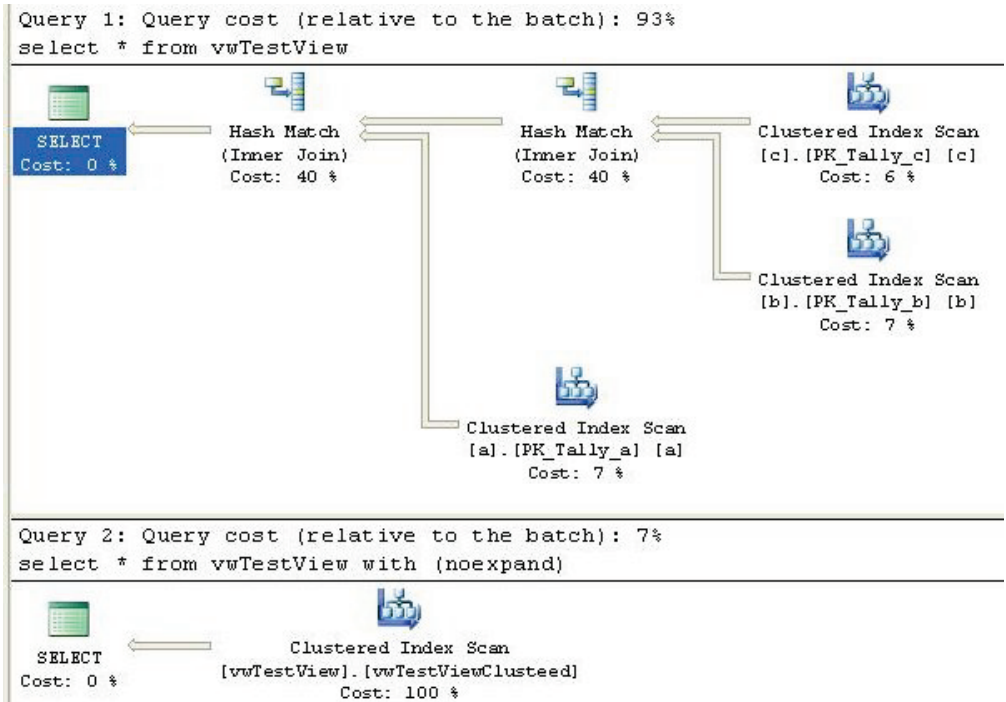 Query 1: Query cost (relative to the batch): 93%
select * from vwTestView
SELECT
Cost: 0 %
Hash Match
(Inner Join)
Cost: 40 %
Hash Match
(Inner Join)
Cost: 40 %
Clustered Index Scan
[c].[PK_Tally_c] [c]
Cost: 6 %
Clustered Index Scan
[b].[PK_Tally_b] [b]
Cost: 7 %
Clustered Index Scan
[a].[PK_Tally_a] [a]
Cost: 7 %
Query 2: Query cost (relative to the batch): 7%
select * from vwTestView with (noexpand)
SELECT
Cost: 0 %
Clustered Index Scan
[vwTestView].[vwTestViewClusteed]
Cost: 100 %